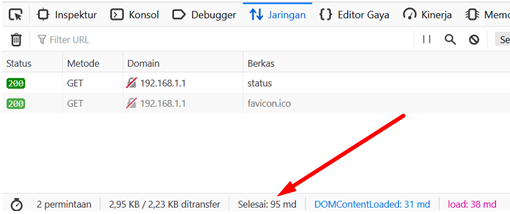 Inspektur Konsol Debugger Jaringan Editor Gaya Kinerja Memo
Filter URL Se
Status Metode Domain Berkas
200 GET 192.168.1.1 status
200 GET 192.168.1.1 favicon.ico
2 permintaan 2,95 KB / 2,23 KB ditransfer Selesai: 95 md DOMContentLoaded: 31 md load: 38 md